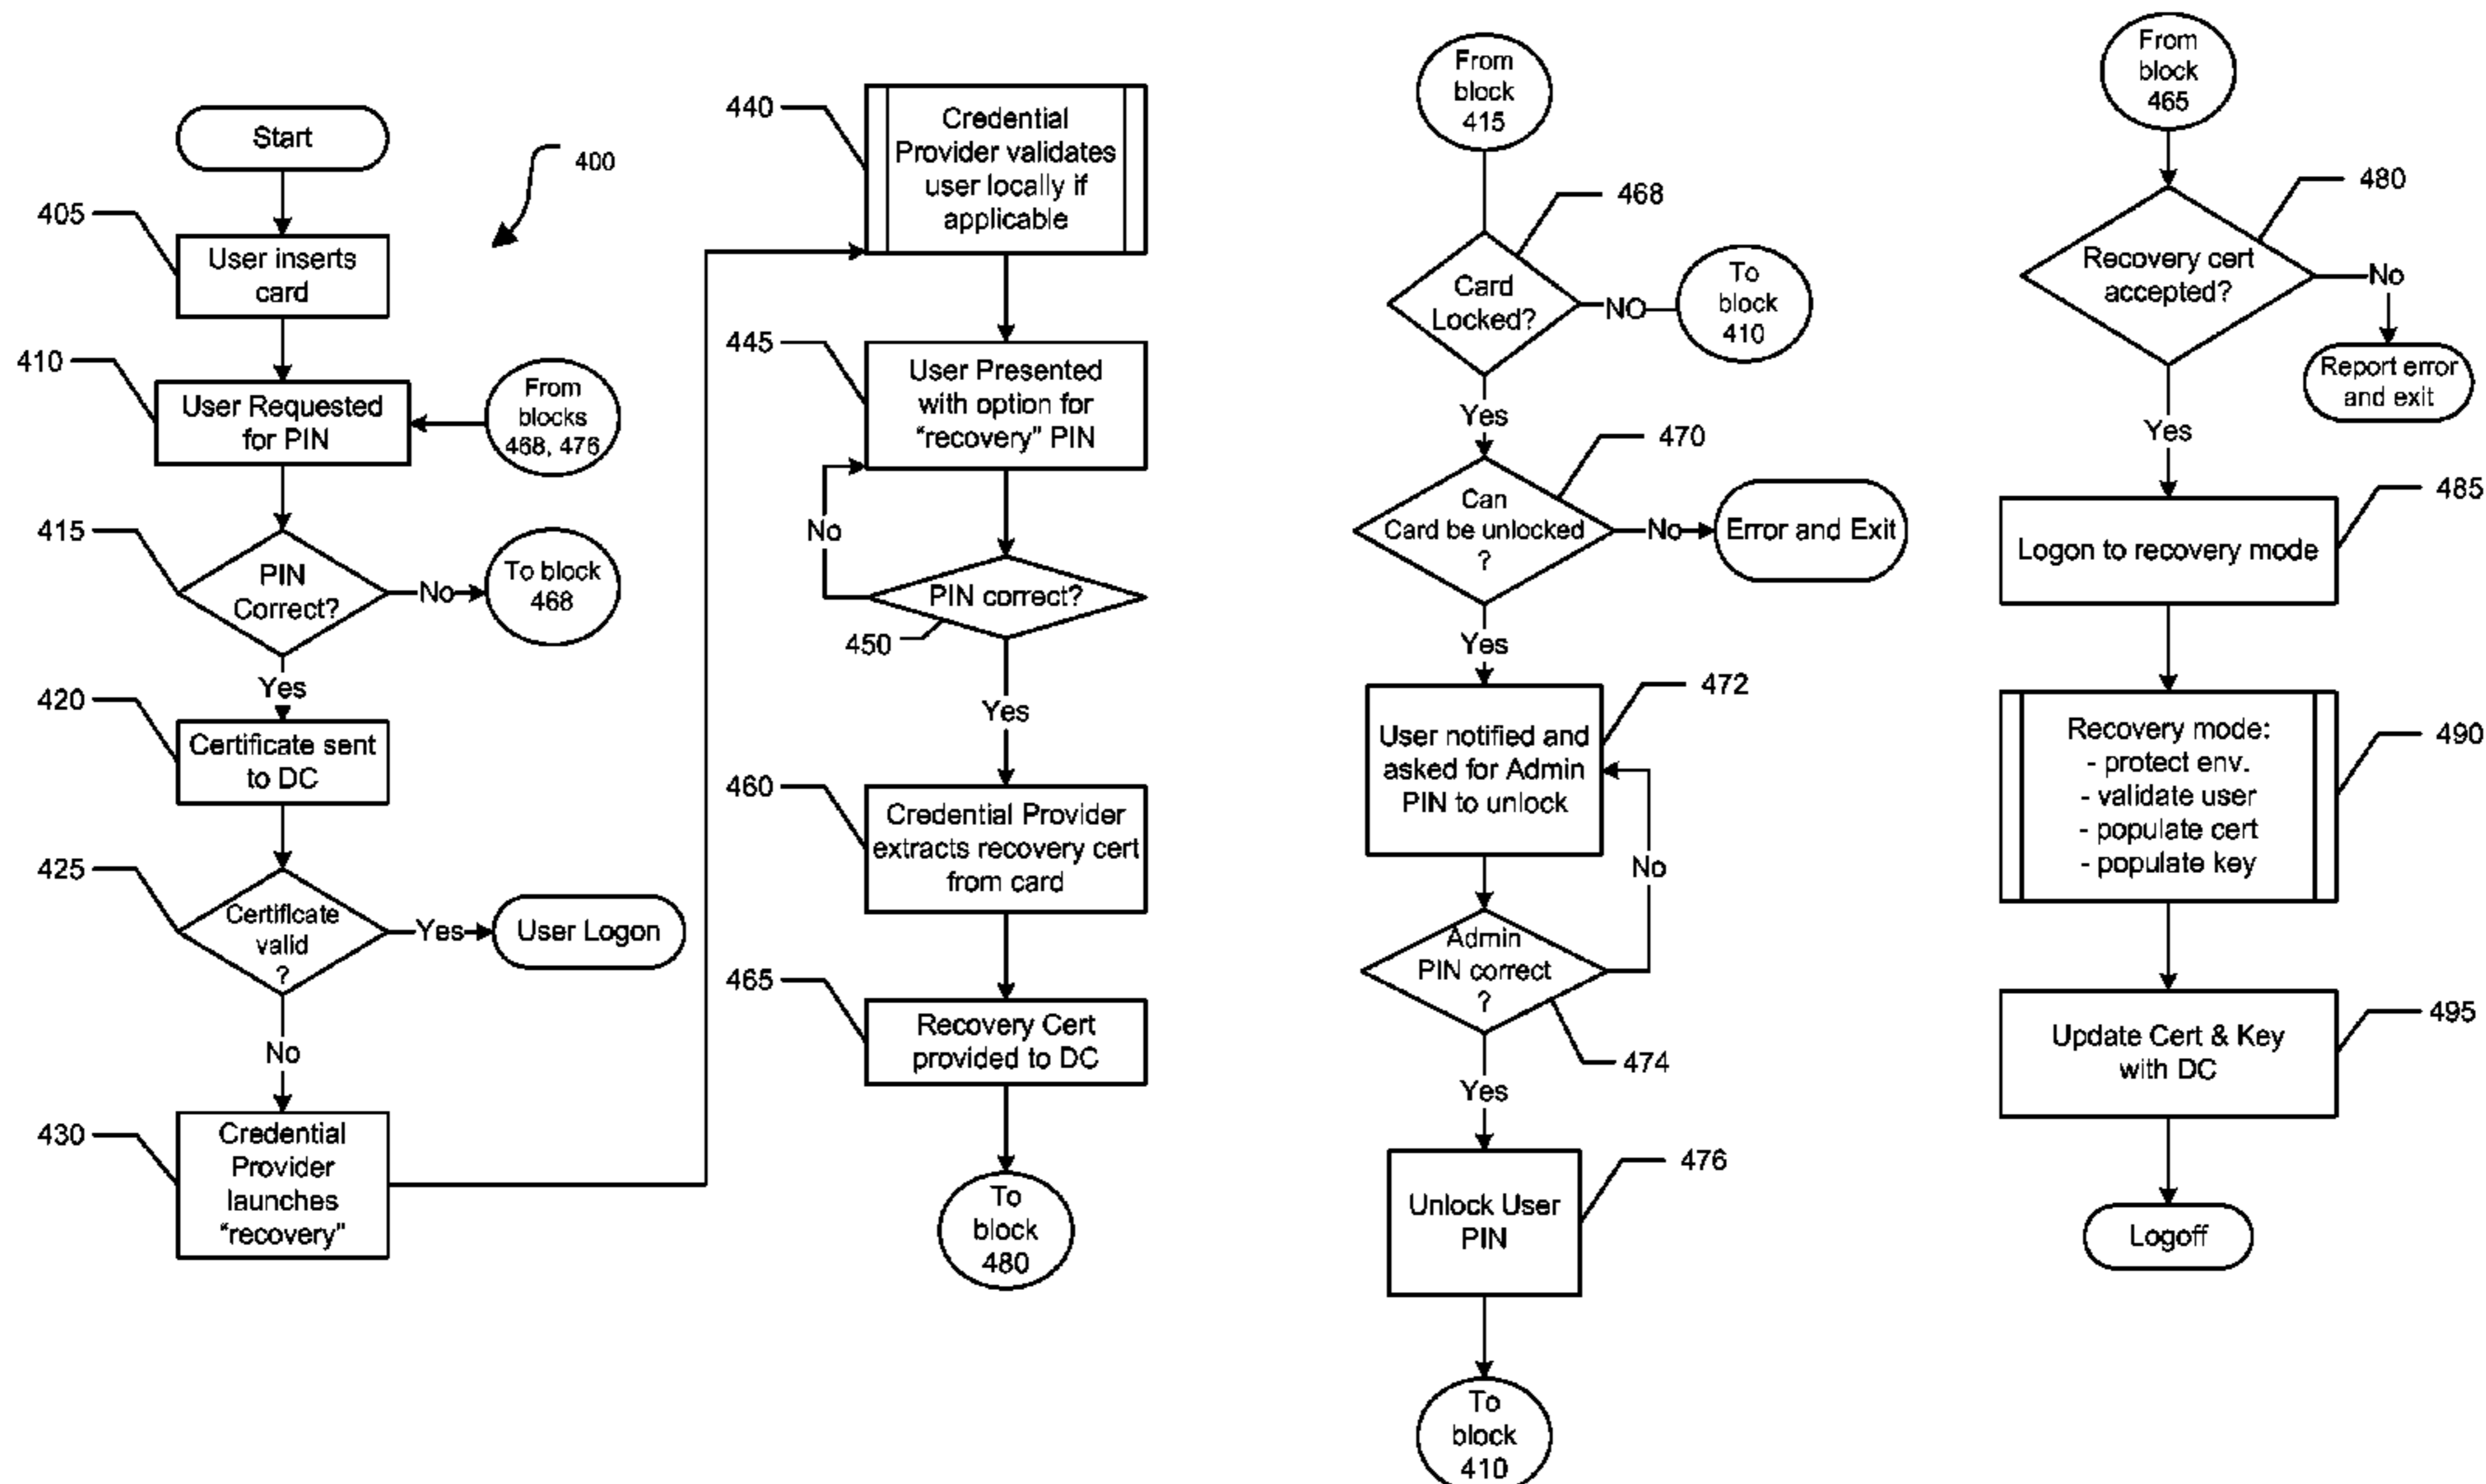 Start
400
405
User inserts
card
410
User Requested
for PIN
From
blocks
468, 476
415
PIN
Correct?
No
To block
468
Yes
420
Certificate sent
to DC
425
Certificate
valid
?
Yes
User Logon
No
430
Credential
Provider
launches
“recovery”
440
Credential
Provider validates
user locally if
applicable
445
User Presented
with option for
“recovery” PIN
No
PIN correct?
450
Yes
460
Credential Provider
extracts recovery cert
from card
465
Recovery Cert
provided to DC
To
block
480
From
block
415
468
Card
Locked?
NO
To
block
410
Yes
470
Can
Card be unlocked
?
No
Error and Exit
Yes
472
User notified and
asked for Admin
PIN to unlock
No
Admin
PIN correct
?
474
Yes
476
Unlock User
PIN
To
block
410
From
block
465
480
Recovery cert
accepted?
No
Report error
and exit
Yes
485
Logon to recovery mode
490
Recovery mode:
- protect env.
- validate user
- populate cert
- populate key
495
Update Cert & Key
with DC
Logoff